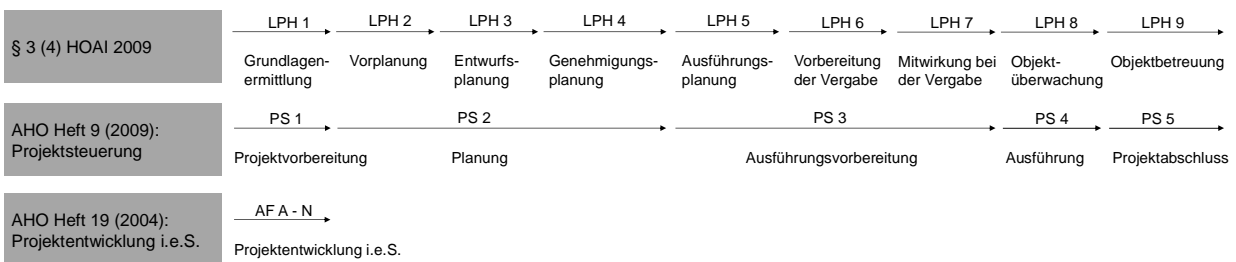 § 3 (4) HOAI 2009
LPH 1 LPH 2 LPH 3 LPH 4 LPH 5 LPH 6 LPH 7 LPH 8 LPH 9
Grundlagen-
ermittlung
Vorplanung
Entwurfs-
planung
Genehmigungs-
planung
Ausführungs-
planung
Vorbereitung
der Vergabe
Mitwirkung bei
der Vergabe
Objekt-
überwachung
Objektbetreuung
AHO Heft 9 (2009):
Projektsteuerung
PS 1 PS 2 PS 3 PS 4 PS 5
Projektvorbereitung Planung Ausführungsvorbereitung Ausführung Projektabschluss
AHO Heft 19 (2004):
Projektentwicklung i.e.S.
AF A - N
Projektentwicklung i.e.S.